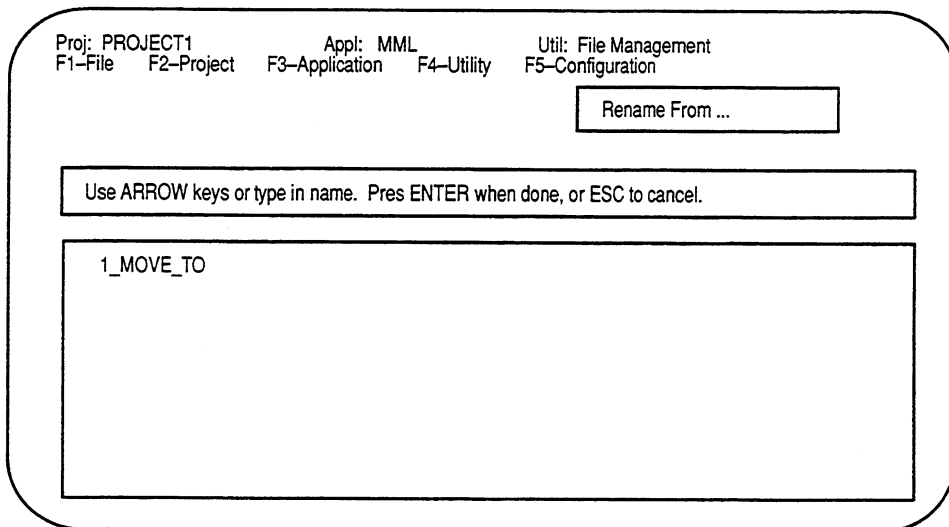 Proj: PROJECT1 Appl: MML Util: File Management
F1–File F2–Project F3–Application F4–Utility F5–Configuration
Rename From ...
Use ARROW keys or type in name. Pres ENTER when done, or ESC to cancel.
1_MOVE_TO